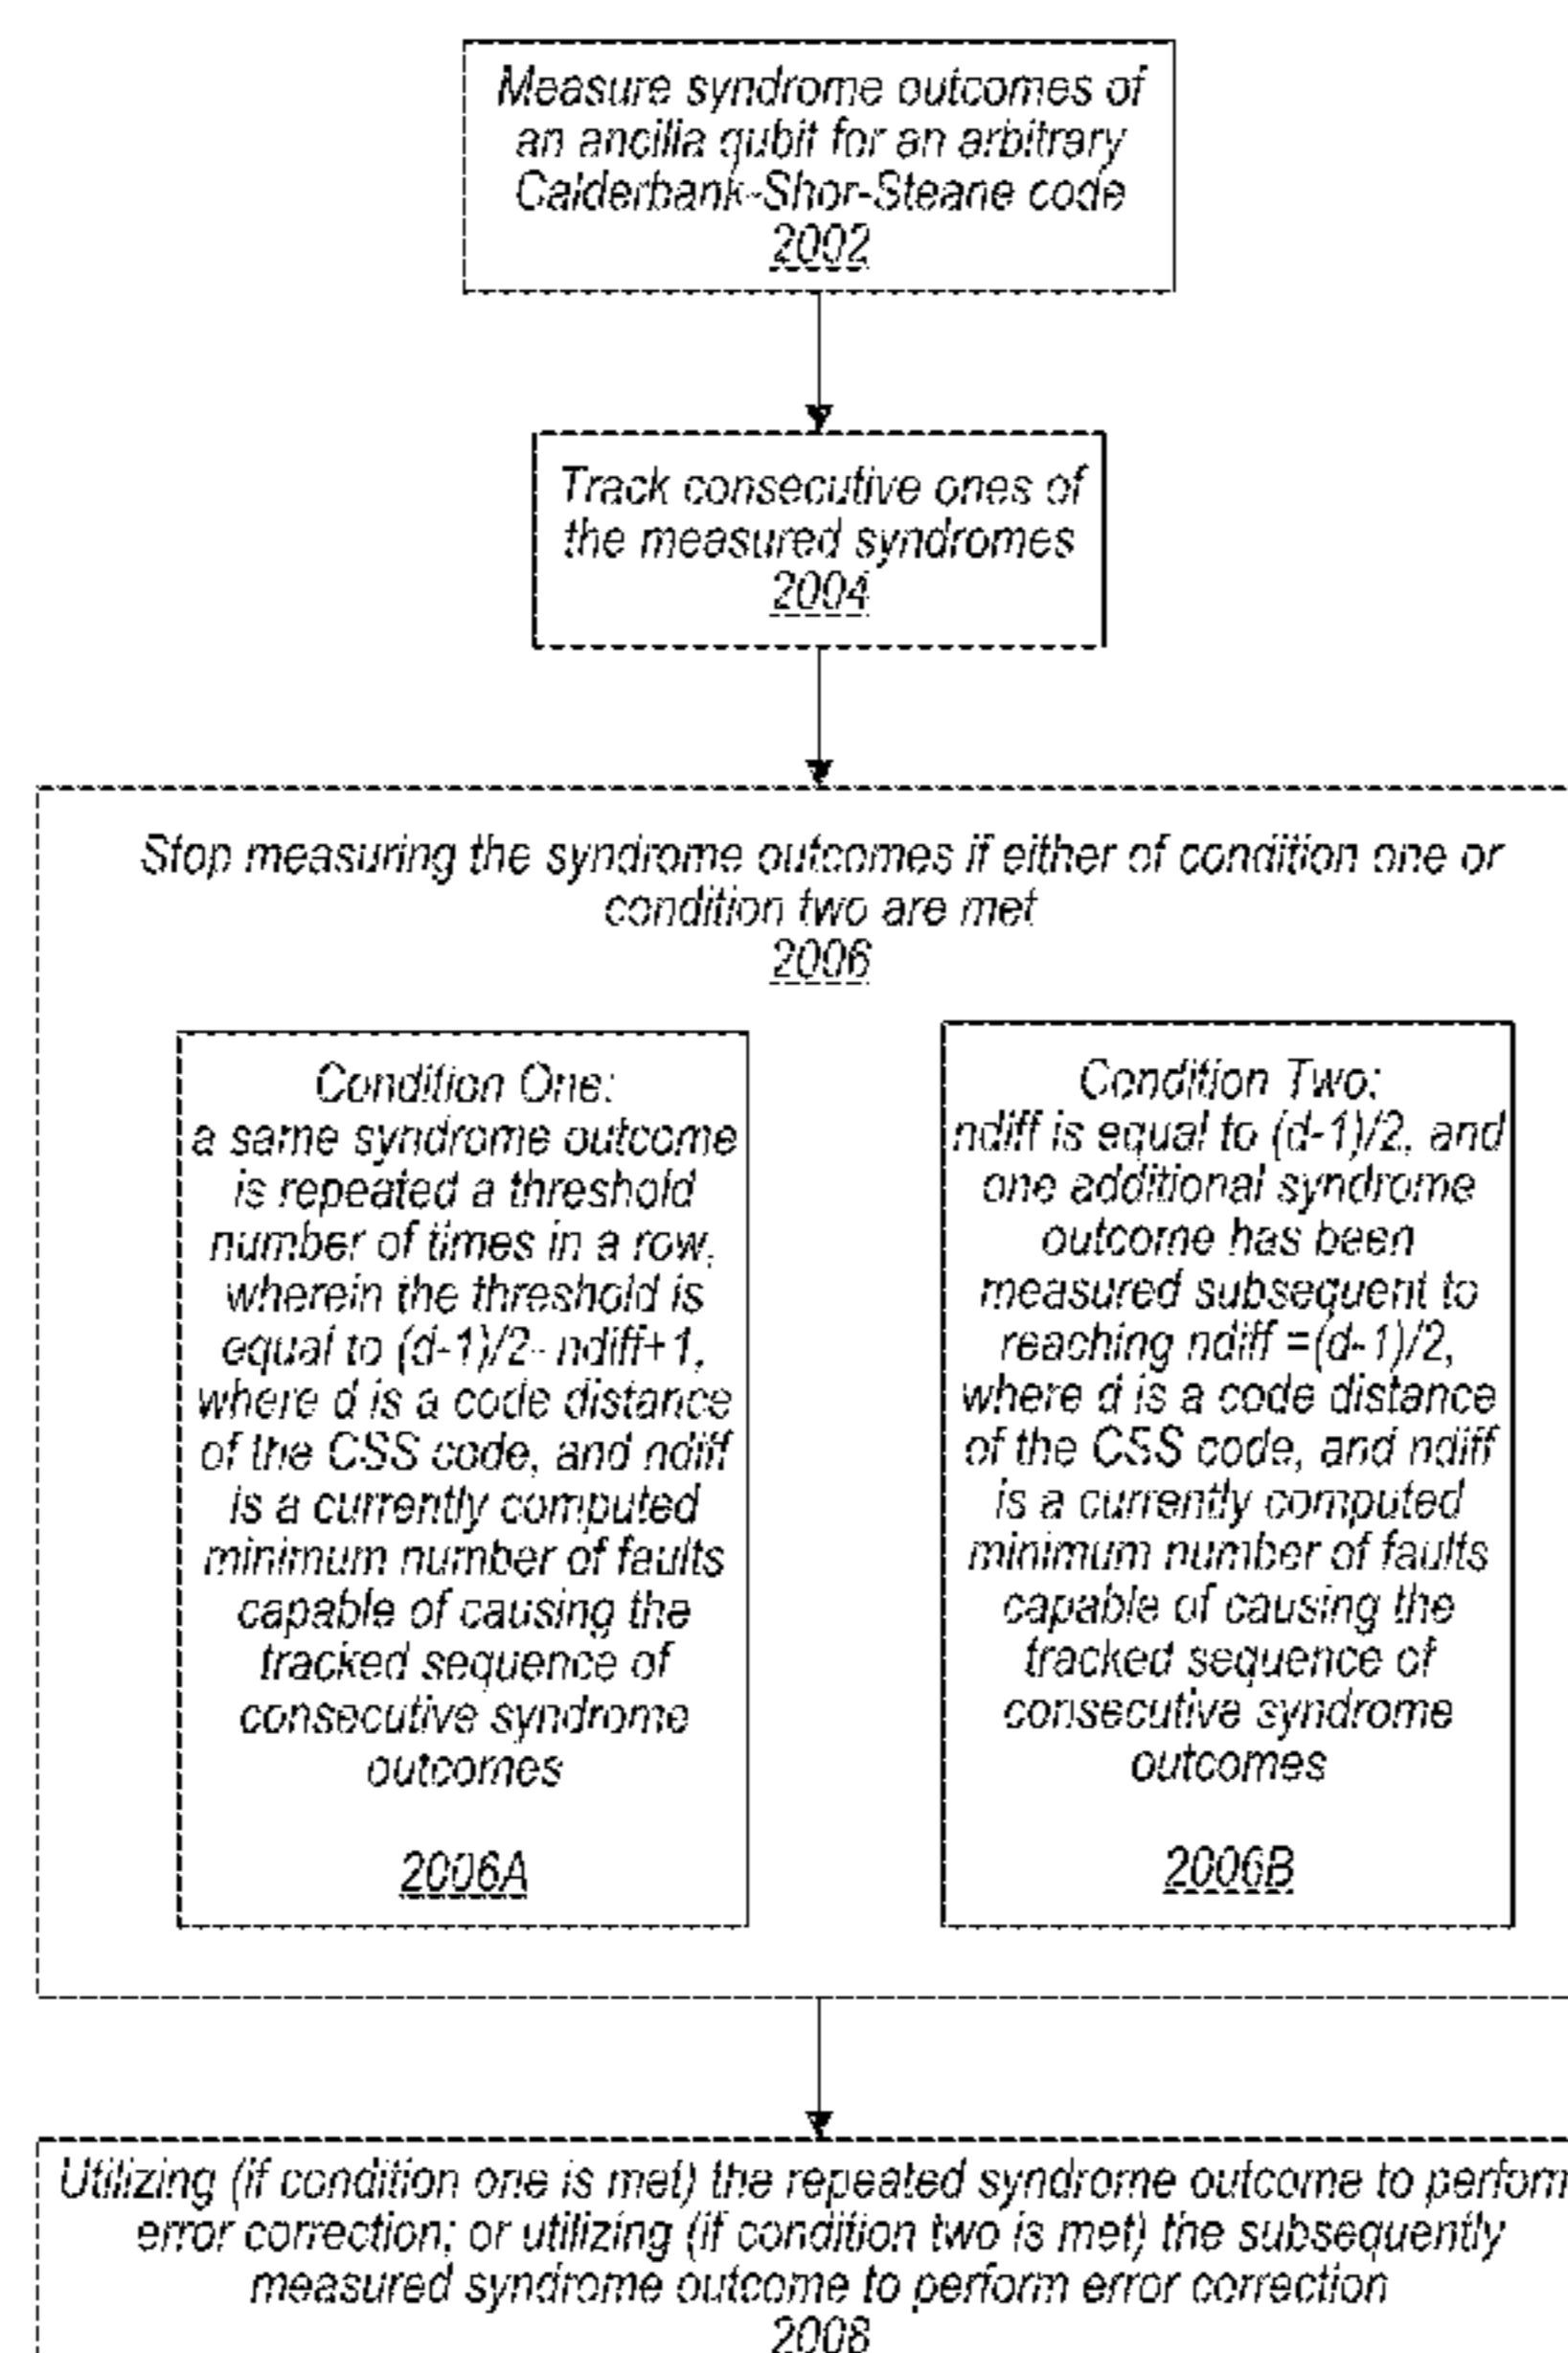 Measure syndrome outcomes of
an ancilla qubit for an arbitrary
Calderbank-Shor-Steane code
2002
Track consecutive ones of
the measured syndromes
2004
Stop measuring the syndrome outcomes if either of condition one or
condition two are met
2006
Condition One:
a same syndrome outcome
is repeated a threshold
number of times in a row,
wherein the threshold is
equal to (d-1)/2- ndiff+1,
where d is a code distance
of the CSS code, and ndiff
is a currently computed
minimum number of faults
capable of causing the
tracked sequence of
consecutive syndrome
outcomes
2006A
Condition Two:
ndiff is equal to (d-1)/2, and
one additional syndrome
outcome has been
measured subsequent to
reaching ndiff =(d-1)/2,
where d is a code distance
of the CSS code, and ndiff
is a currently computed
minimum number of faults
capable of causing the
tracked sequence of
consecutive syndrome
outcomes
2006B
Utilizing (if condition one is met) the repeated syndrome outcome to perform
error correction; or utilizing (if condition two is met) the subsequently
measured syndrome outcome to perform error correction
2008